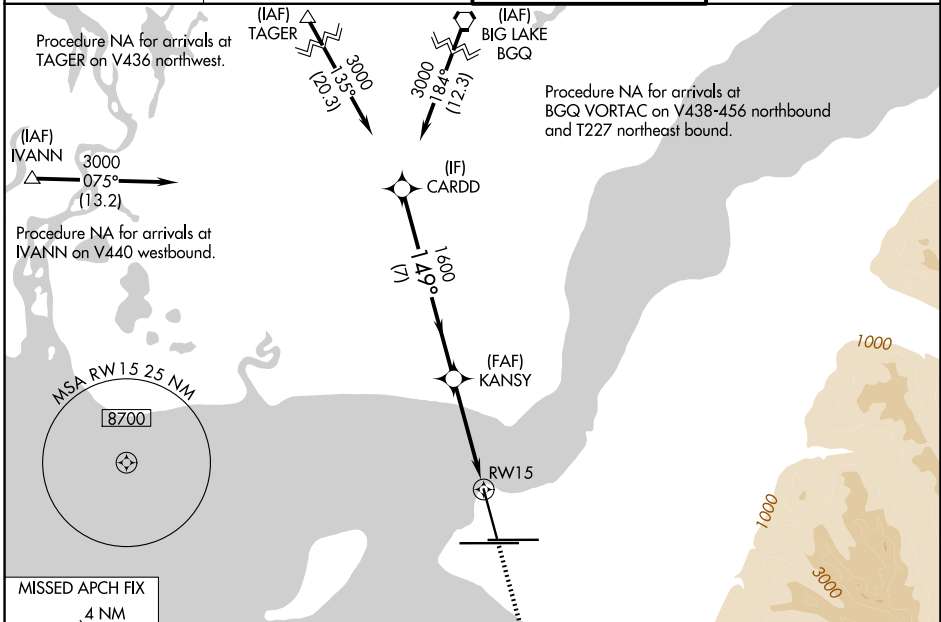 (IAF)
TAGER
(IAF)
BIG LAKE
BGQ
Procedure NA for arrivals at
TAGER on V436 northwest.
3000
135°
(20.3)
3000
184°
(12.3)
Procedure NA for arrivals at
BGQ VORTAC on V438-456 northbound
and T227 northeast bound.
(IAF)
IVANN
3000
075°
(13.2)
(IF)
CARDD
Procedure NA for arrivals at
IVANN on V440 westbound.
1600
149°
(7)
1000
(FAF)
KANSY
MSA RW15 25 NM
8700
RW15
1000
3000
MISSED APCH FIX
4 NM